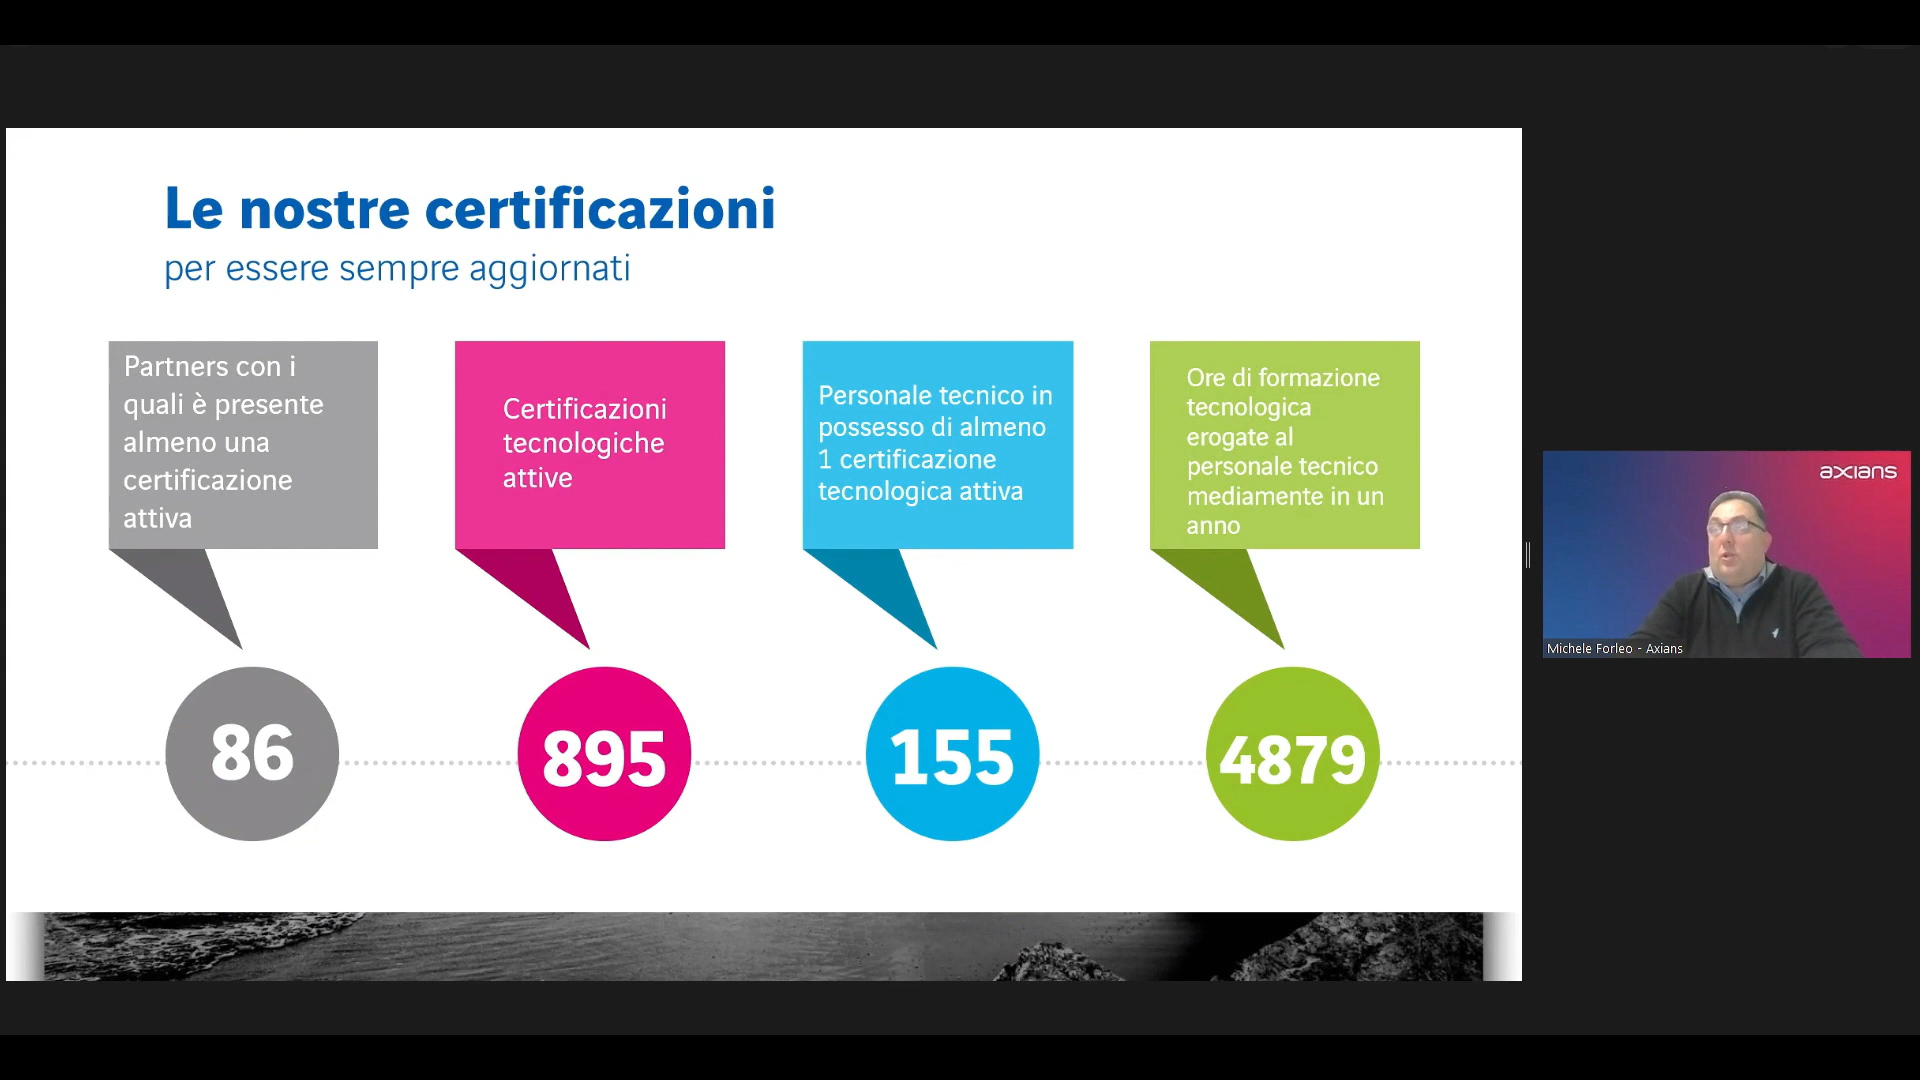 Le nostre certificazioni
per essere sempre aggiornati
Partners con i
quali è presente
almeno una
certificazione
attiva
Certificazioni
tecnologiche
attive
Personale tecnico in
possesso di almeno
1 certificazione
tecnologica attiva
Ore di formazione
tecnologica
erogate al
personale tecnico
mediamente in un
anno
86
895
155
4879
axians
Michele Forleo - Axians